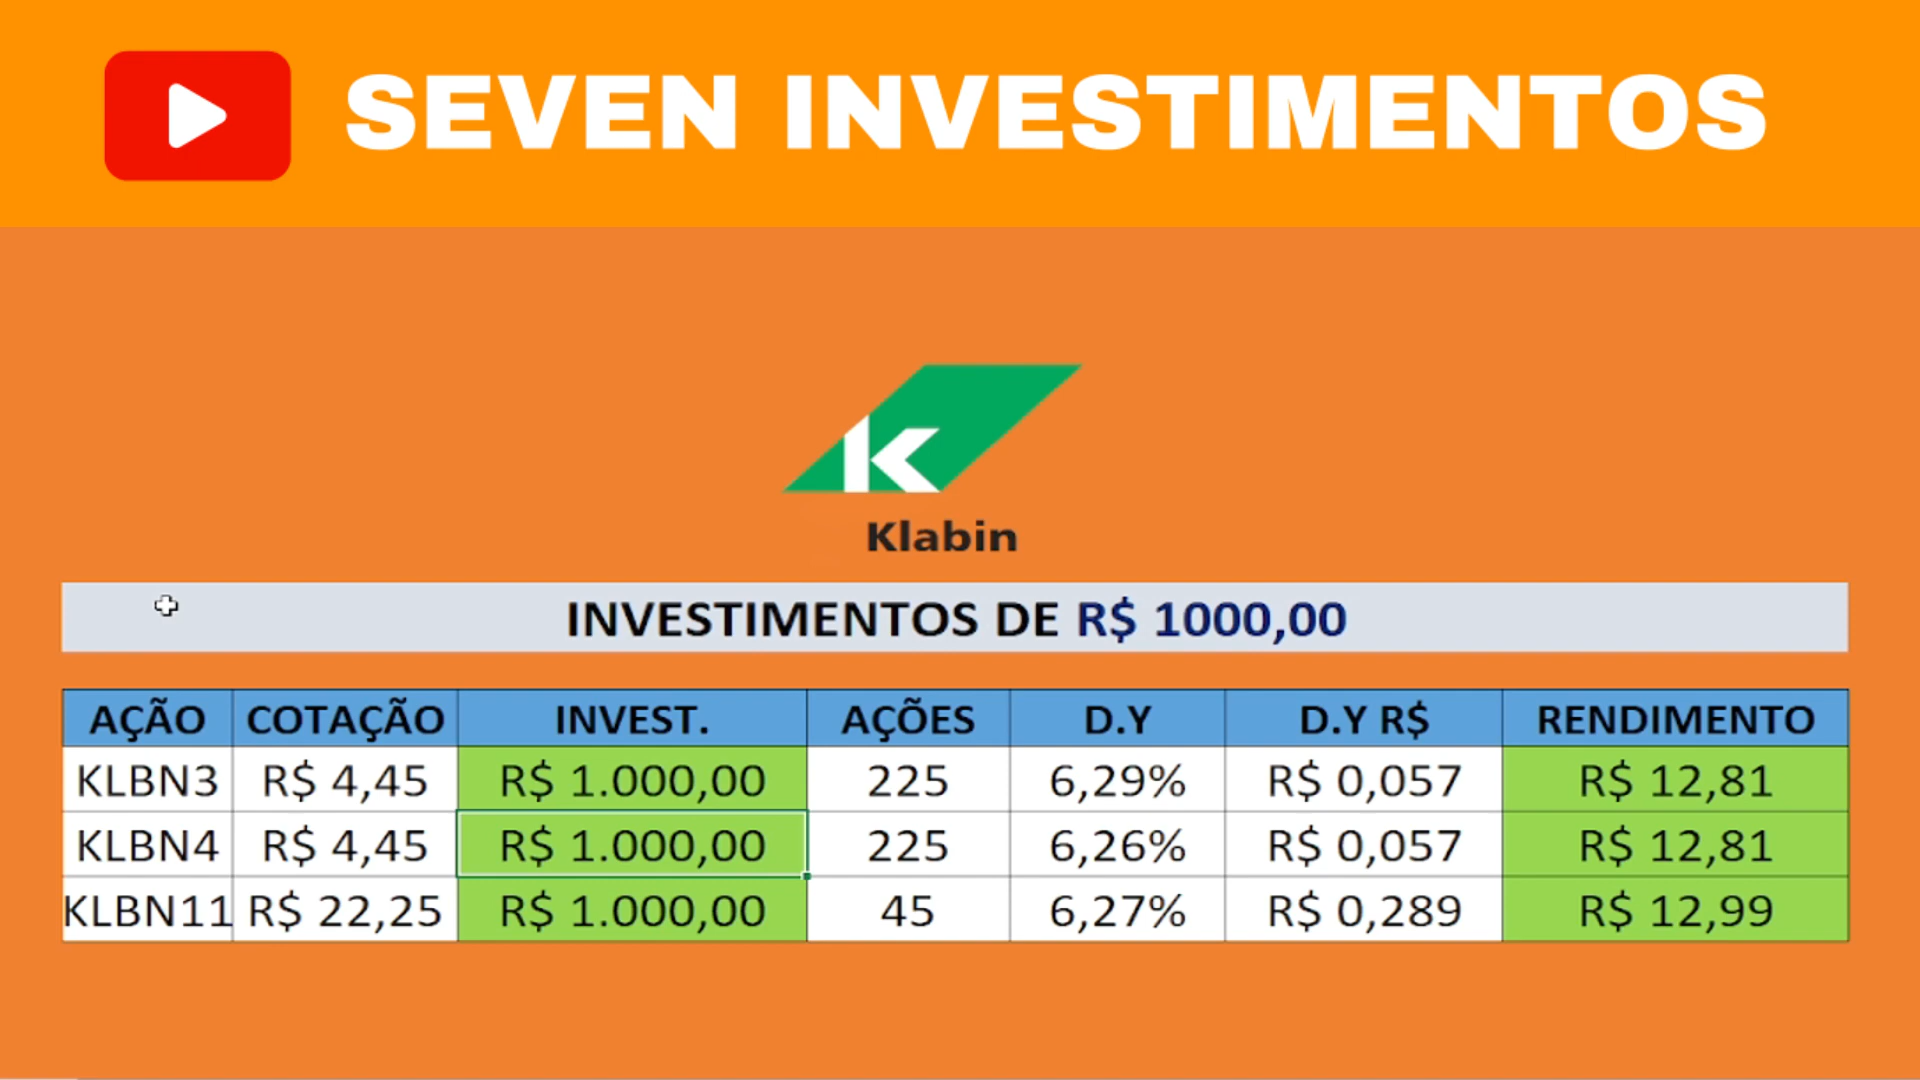 SEVEN INVESTIMENTOS
K
Klabin
INVESTIMENTOS DE R$ 1000,00
AÇÃO COTAÇÃO INVEST. AÇÕES D.Y D.Y R$ RENDIMENTO
KLBN3 R$ 4,45 R$ 1.000,00 225 6,29% R$ 0,057 R$ 12,81
KLBN4 R$ 4,45 R$ 1.000,00 225 6,26% R$ 0,057 R$ 12,81
KLBN11 R$ 22,25 R$ 1.000,00 45 6,27% R$ 0,289 R$ 12,99